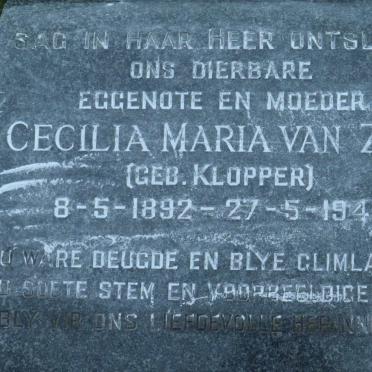 SAG IN HAAR HEER ONTSL
ONS DIERBARE
EGGENOTE EN MOEDER
CECILIA MARIA VAN Z
(GEB. KLOPPER)
8-5-1892 - 27-5-194
U WARE DEUGDE EN BLYE GLIMLA
SOETE STEM EN VOORBEELDIGE
BLY VIR ONS LIEFDEVOLLE HERINN